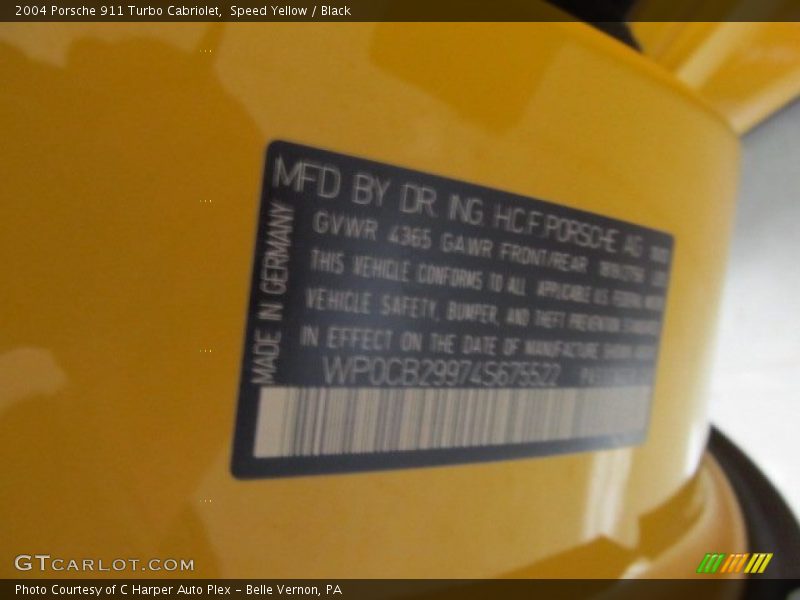 2004 Porsche 911 Turbo Cabriolet, Speed Yellow / Black
MFD BY DR. ING. H.C.F. PORSCHE AG
GVWR 4365 GAWR FRONT/REAR
THIS VEHICLE CONFORMS TO ALL APPLICABLE U.S. FEDERAL MOTOR
VEHICLE SAFETY, BUMPER, AND THEFT PREVENTION STANDARDS
IN EFFECT ON THE DATE OF MANUFACTURE SHOWN
WP0CB29974S675522
MADE IN GERMANY
GTCARLOT.COM
Photo Courtesy of C Harper Auto Plex - Belle Vernon, PA